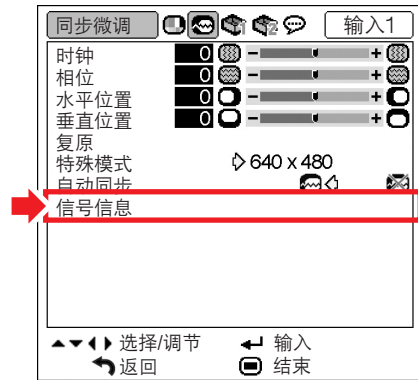 同步微调 输入1
时钟 0 − +
相位 0 − +
水平位置 0 − +
垂直位置 0 − +
复原
特殊模式 640 x 480
自动同步
信号信息
选择/调节 输入
返回 结束